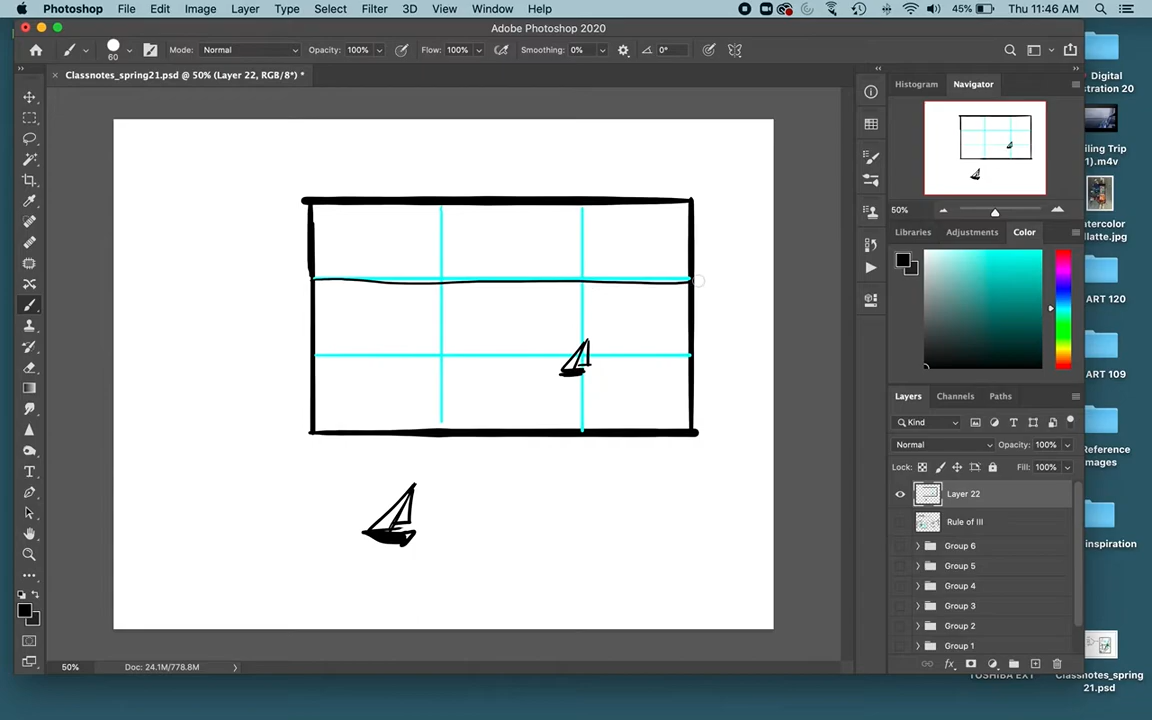 Photoshop File Edit Image Layer Type Select Filter 3D View Window Help 45% Thu 11:46 AM
Adobe Photoshop 2020
60 Mode: Normal Opacity: 100% Flow: 100% Smoothing: 0% 0°
× Classnotes_spring21.psd @ 50% (Layer 22, RGB/8*) *
Histogram Navigator
50%
Libraries Adjustments Color
Layers Channels Paths
Kind
Normal Opacity: 100%
Lock: Fill: 100%
Layer 22
Rule of III
Group 6
Group 5
Group 4
Group 3
Group 2
Group 1
fx
50% Doc: 24.1M/778.8M
Digital
stration 20
iling Trip
1).m4v
atercolor
llatte.jpg
ART 120
ART 109
Reference
mages
inspiration
TOSHIBA EXT
Classnotes_spring
21.psd